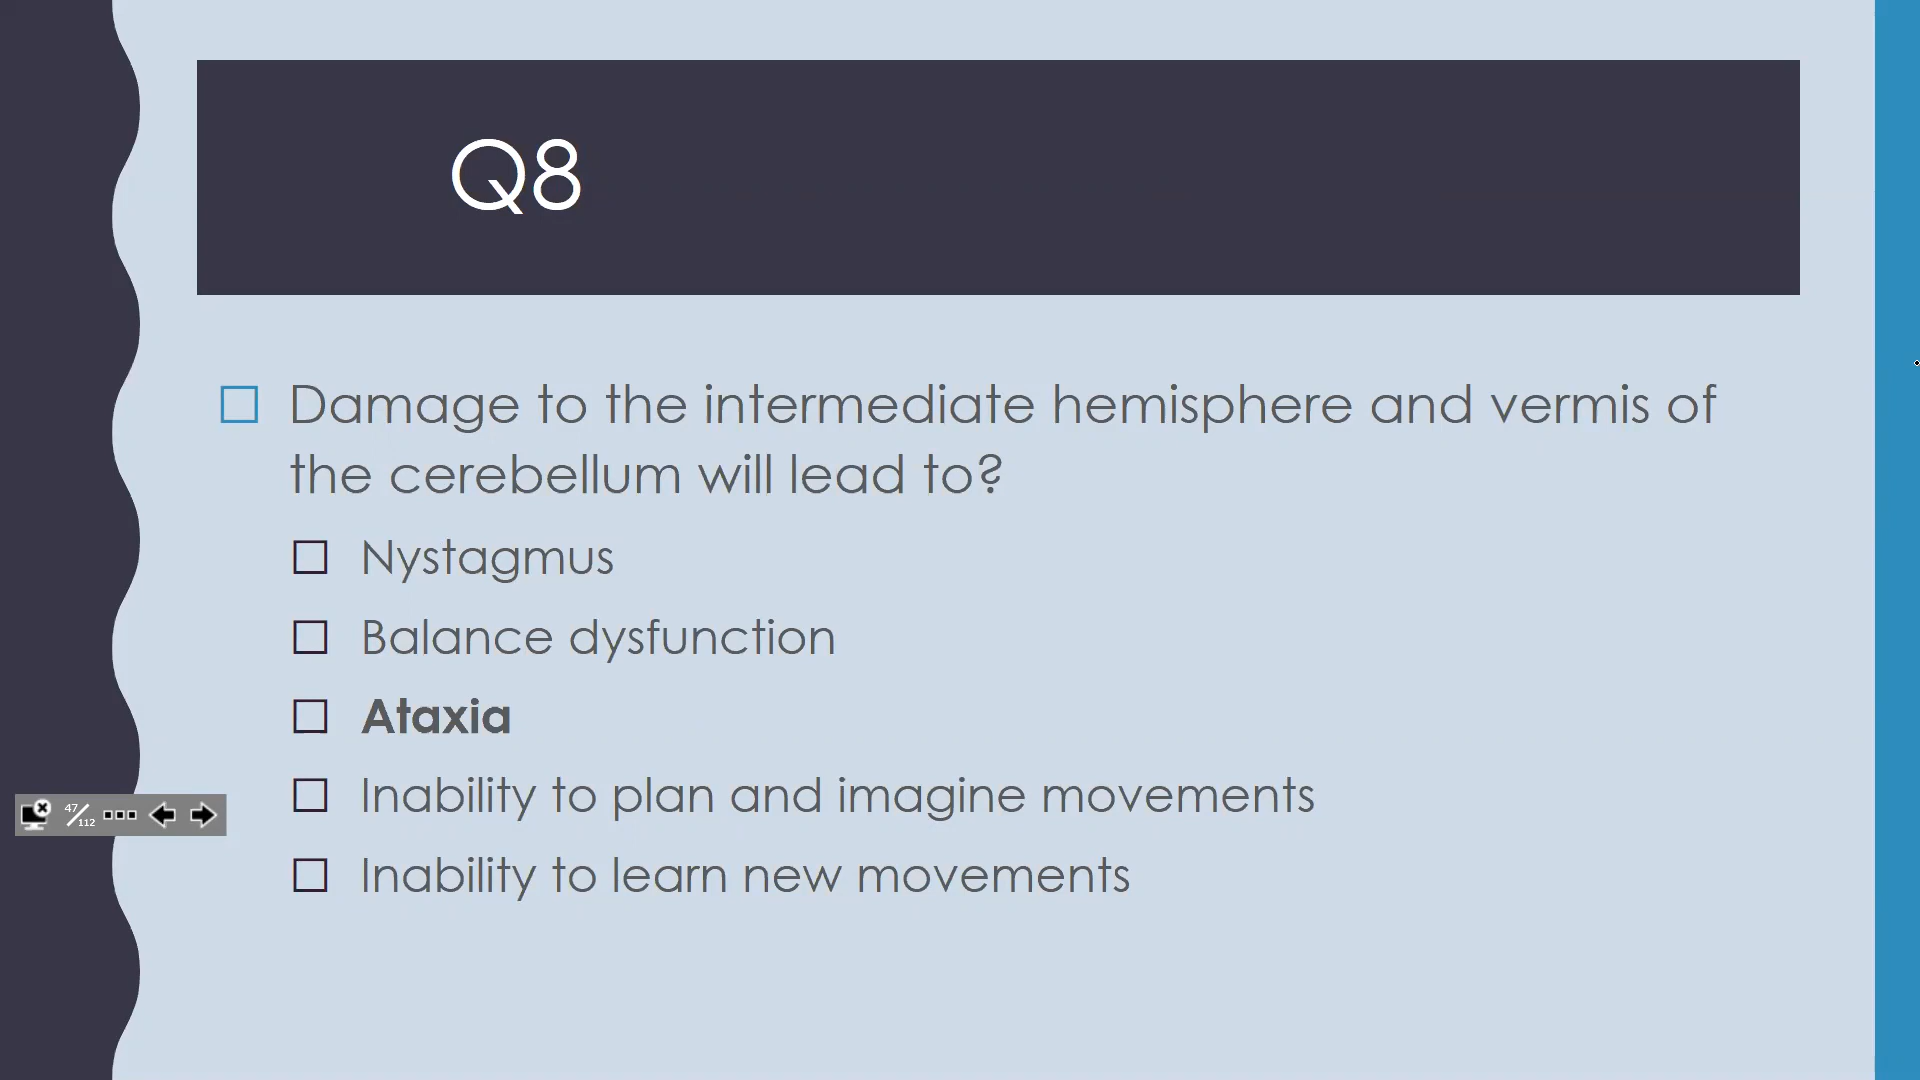 Q8
Damage to the intermediate hemisphere and vermis of
the cerebellum will lead to?
Nystagmus
Balance dysfunction
Ataxia
Inability to plan and imagine movements
47/112
Inability to learn new movements